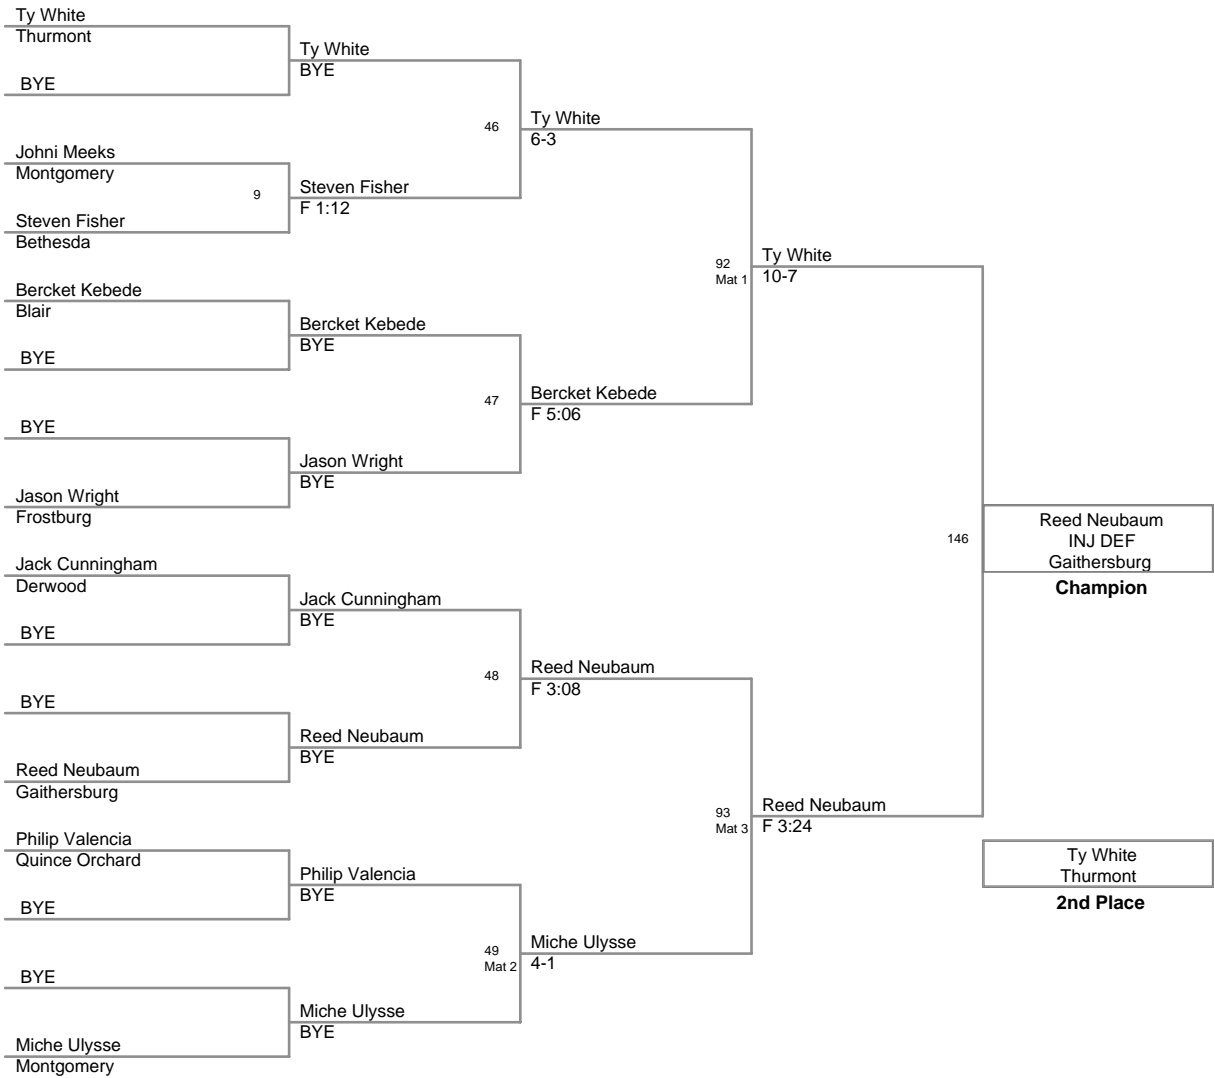 Ty White
Thurmont
BYE
Johni Meeks
Montgomery
9
Steven Fisher
Bethesda
Bercket Kebede
Blair
BYE
BYE
Jason Wright
Frostburg
Jack Cunningham
Derwood
BYE
BYE
Reed Neubaum
Gaithersburg
Philip Valencia
Quince Orchard
BYE
BYE
Miche Ulysse
Montgomery
Ty White
BYE
46
Steven Fisher
F 1:12
Bercket Kebede
BYE
47
Jason Wright
BYE
Jack Cunningham
BYE
48
Reed Neubaum
BYE
Philip Valencia
BYE
49
Mat 2
Miche Ulysse
BYE
Ty White
6-3
92
Mat 1
Bercket Kebede
F 5:06
Reed Neubaum
F 3:08
93
Mat 3
Miche Ulysse
4-1
Ty White
10-7
146
Reed Neubaum
F 3:24
Reed Neubaum
INJ DEF
Gaithersburg
Champion
Ty White
Thurmont
2nd Place